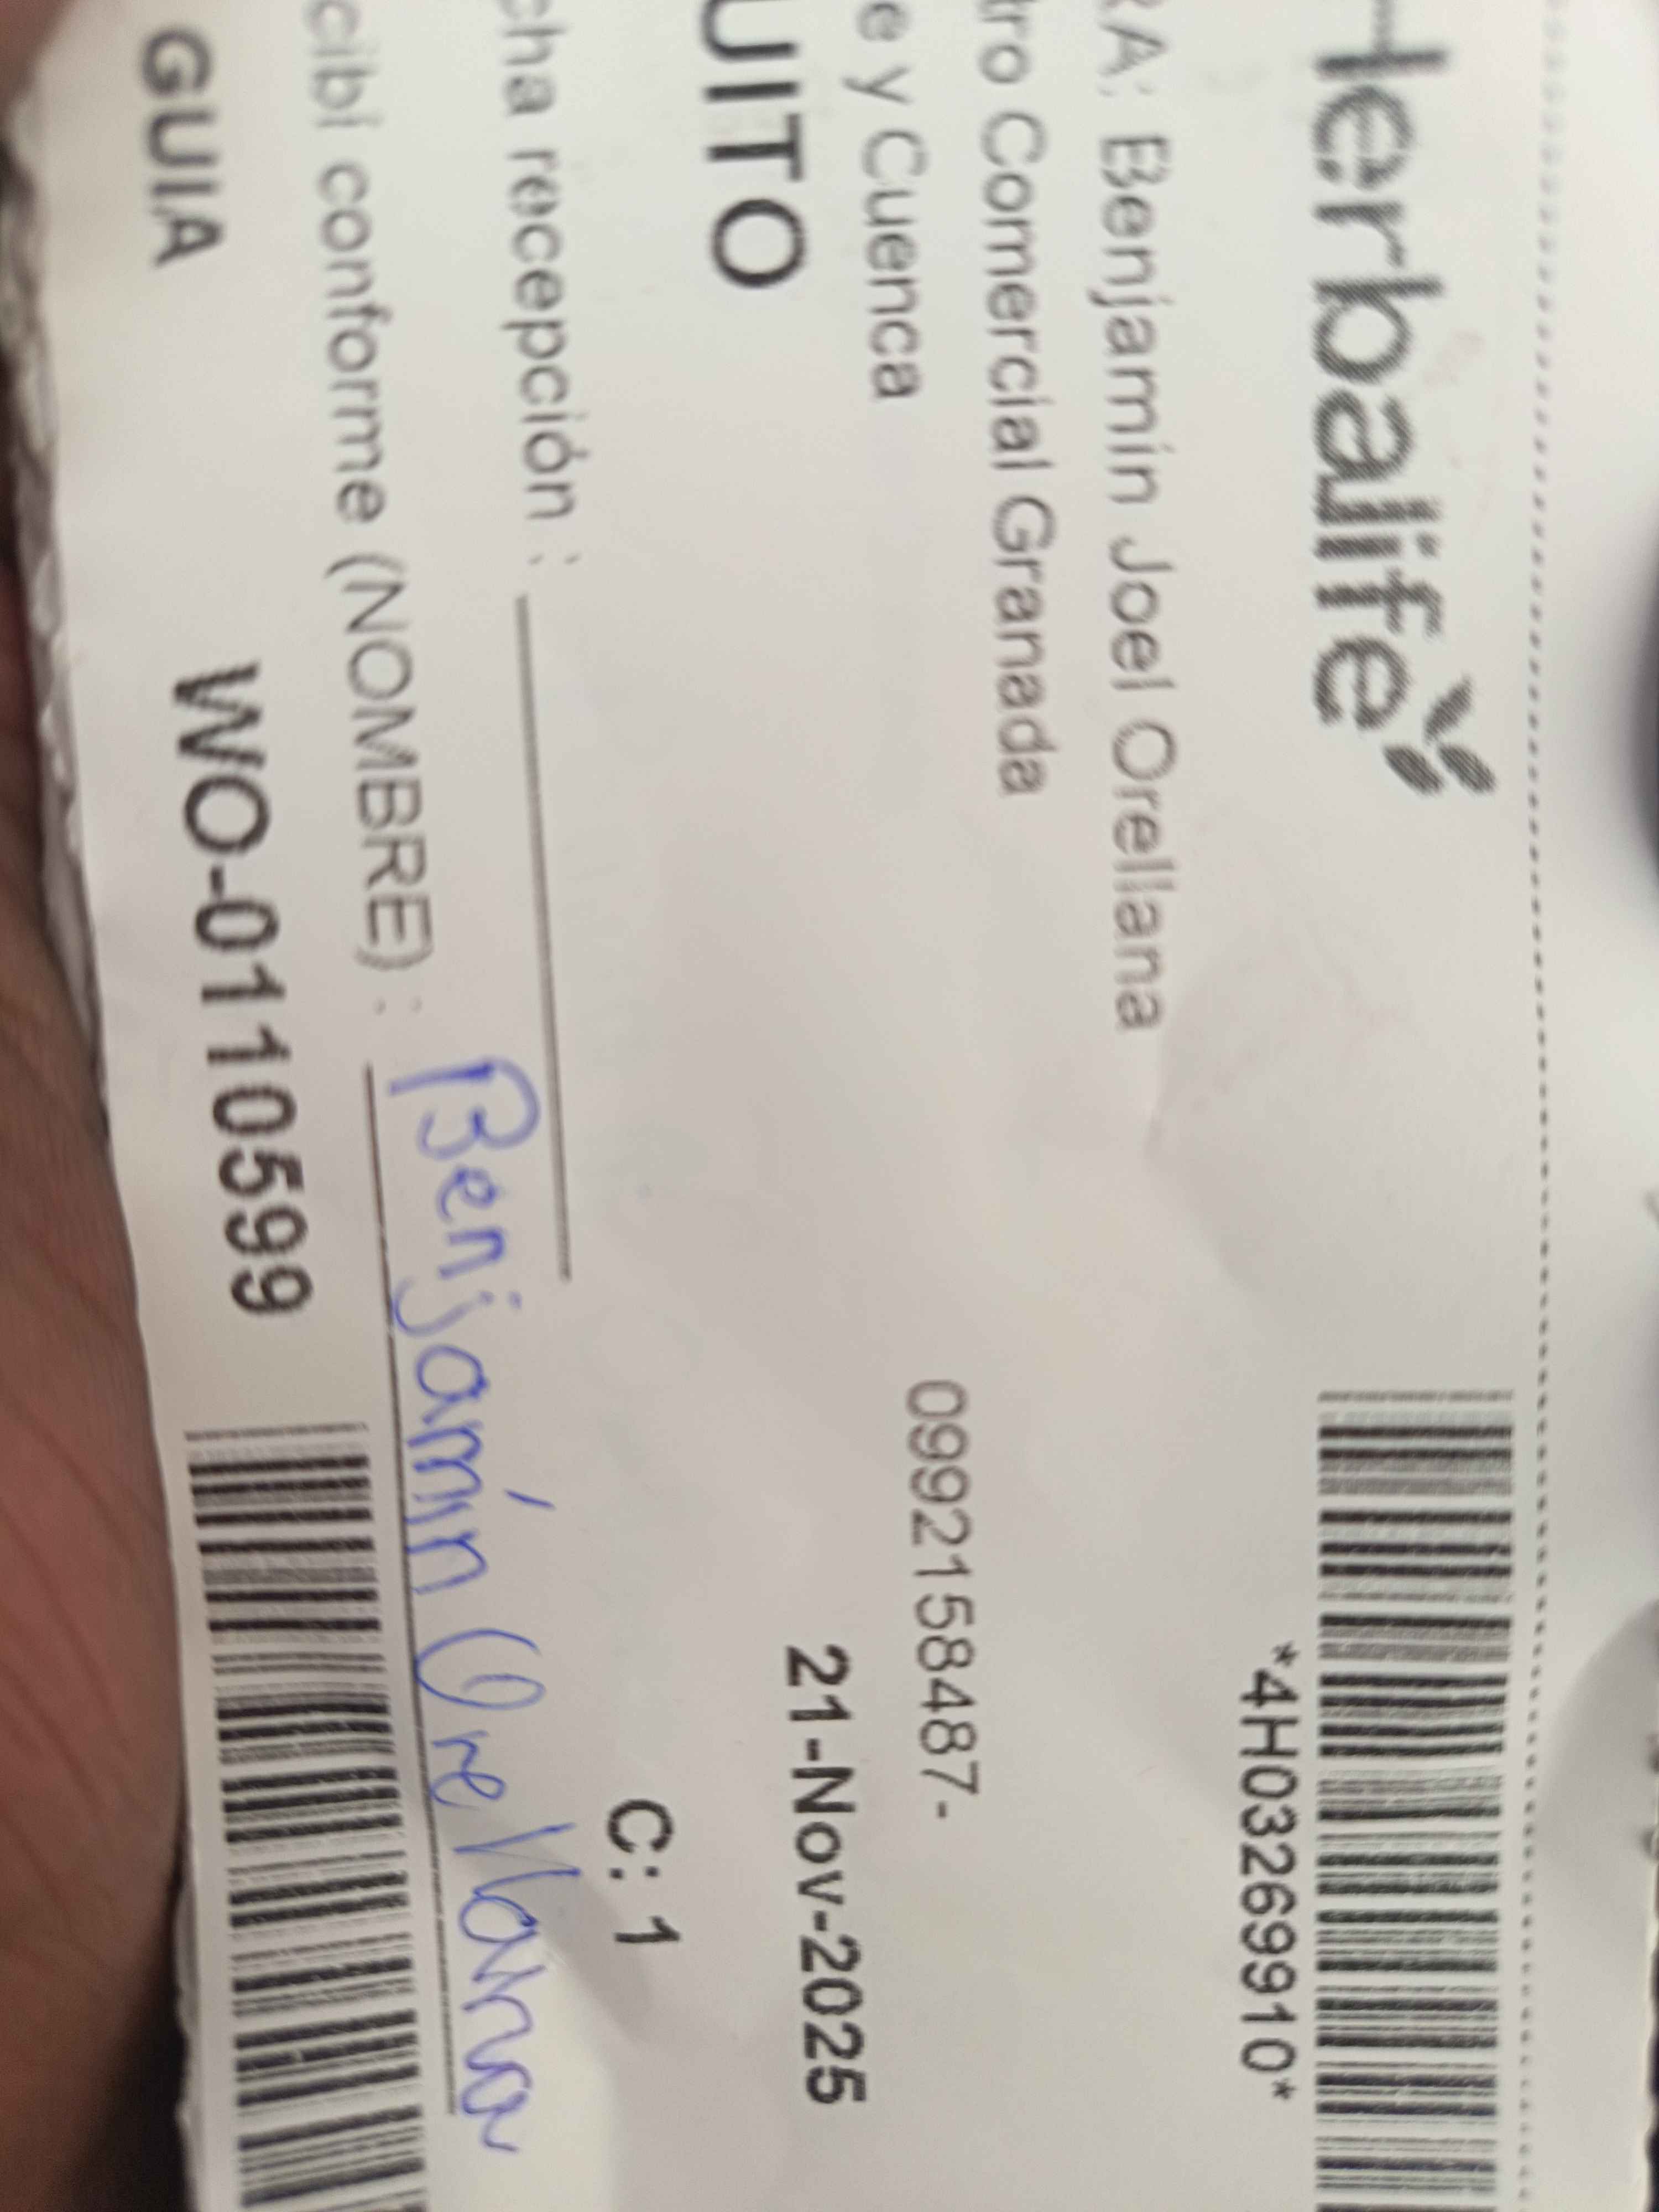 Herbalife
*4H03269910*
RA: Benjamín Joel Orellana
tro Comercial Granada
e y Cuenca
0992158487-
21-Nov-2025
UITO
C: 1
cha recepción :
cibí conforme (NOMBRE) : Benjamín Orellana
GUIA WO-0110599